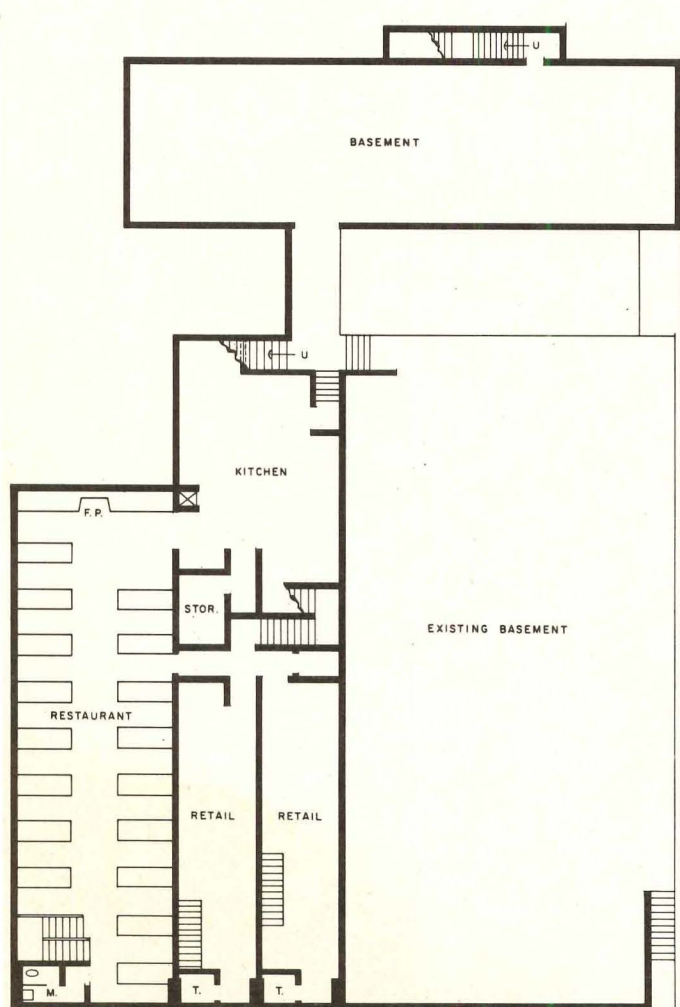 U
BASEMENT
U
KITCHEN
F.P.
STOR.
EXISTING BASEMENT
RESTAURANT
RETAIL
RETAIL
M.
T.
T.